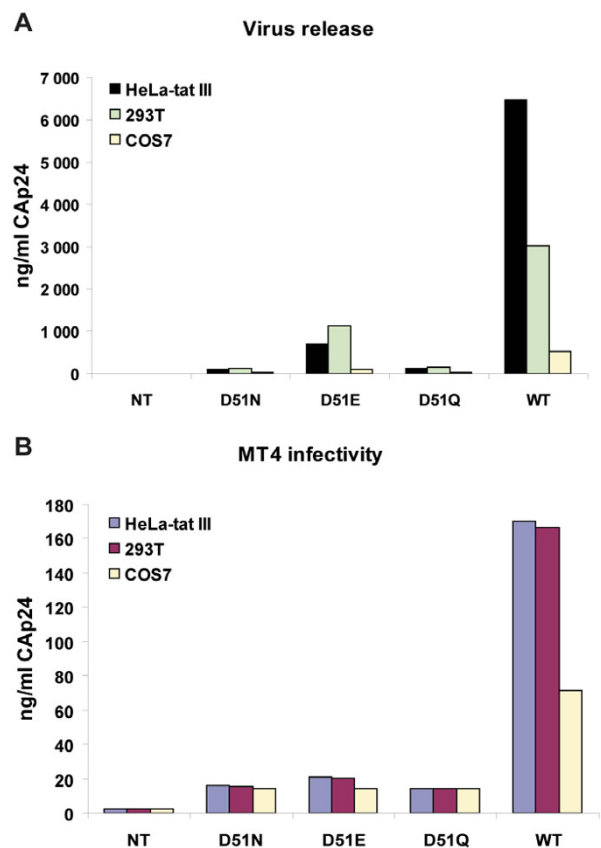 A
Virus release
7 000
6 000
5 000
4 000
3 000
2 000
1 000
0
ng/ml CAp24
HeLa-tat III
293T
COS7
NT D51N D51E D51Q WT
B
MT4 infectivity
180
160
140
120
100
80
60
40
20
0
ng/ml CAp24
HeLa-tat III
293T
COS7
NT D51N D51E D51Q WT